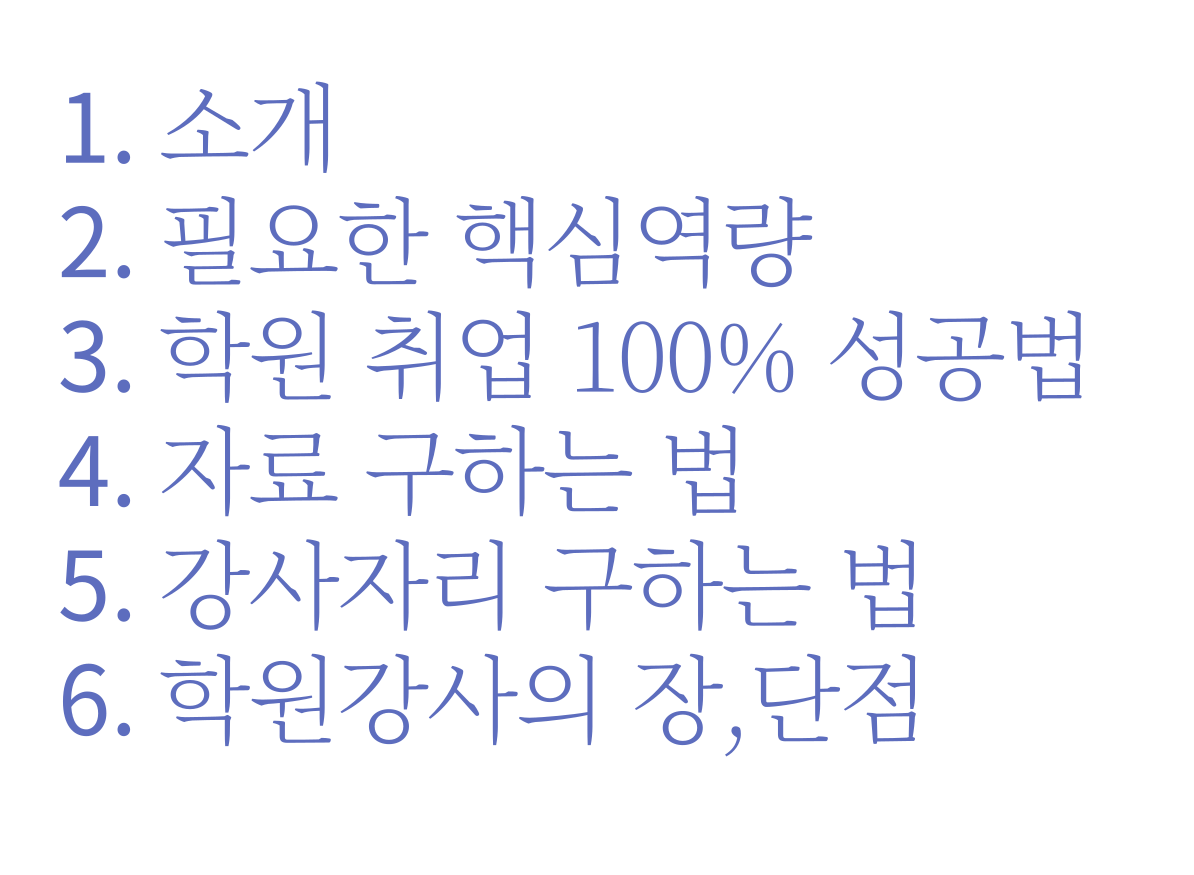 1. 소개
2. 필요한 핵심역량
3. 학원 취업 100% 성공법
4. 자료 구하는 법
5. 강사자리 구하는 법
6. 학원강사의 장,단점